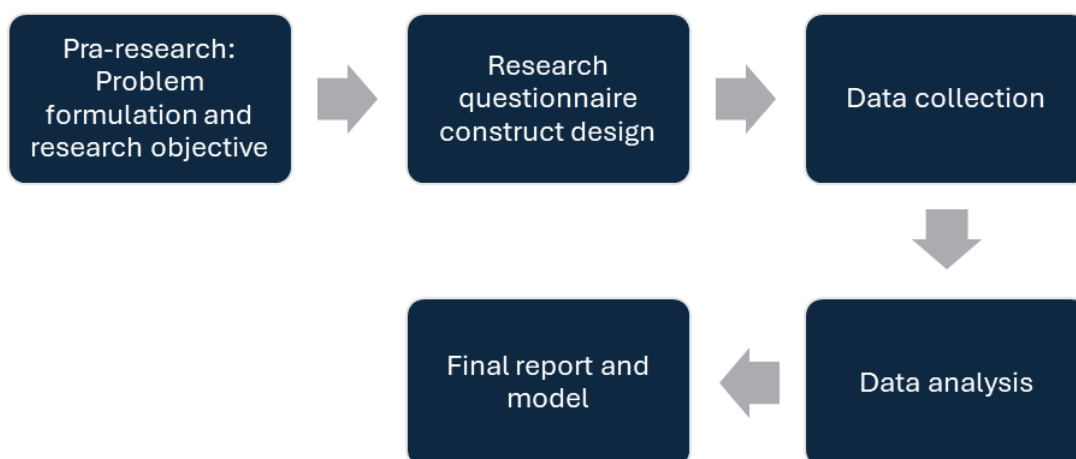 Pra-research:
Problem
formulation and
research objective
Research
questionnaire
construct design
Data collection
Data analysis
Final report and
model